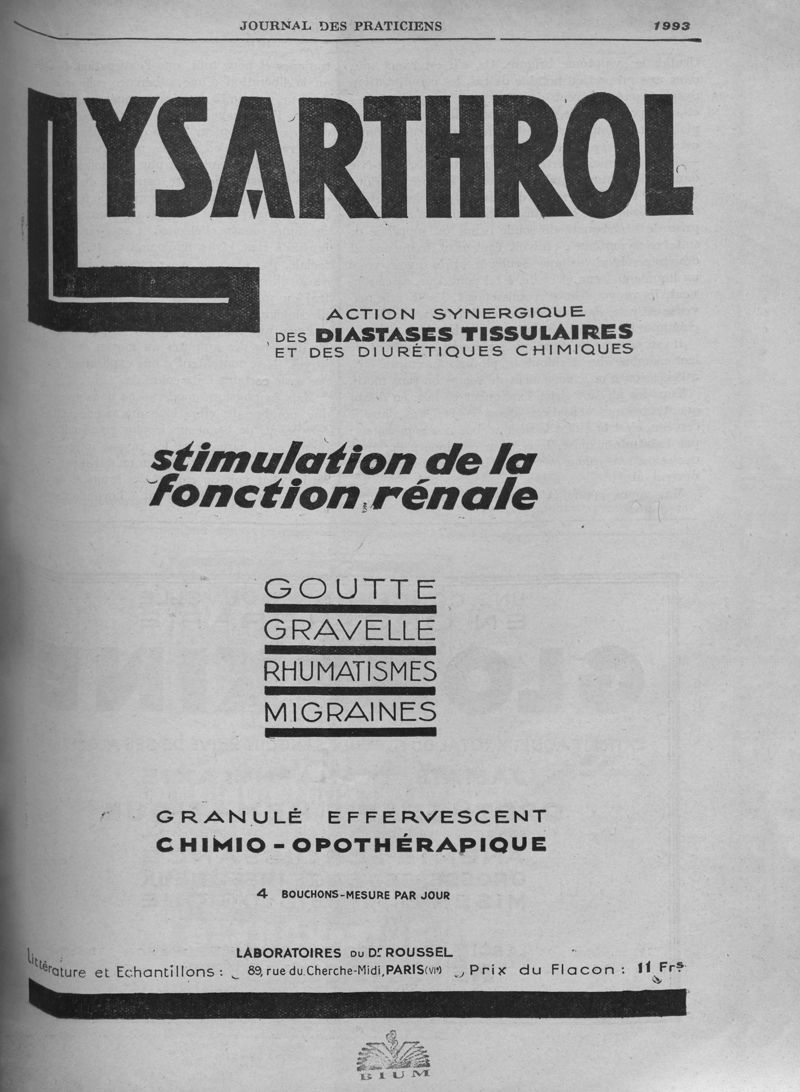 JOURNAL DES PRATICIENS 1993
LYSARTHROL
ACTION SYNERGIQUE
DES DIASTASES TISSULAIRES
ET DES DIURÉTIQUES CHIMIQUES
stimulation de la
fonction rénale
GOUTTE
GRAVELLE
RHUMATISMES
MIGRAINES
GRANULÉ EFFERVESCENT
CHIMIO-OPOTHÉRAPIQUE
4 BOUCHONS-MESURE PAR JOUR
LABORATOIRES DU Dr ROUSSEL
Littérature et Echantillons : 89, rue du Cherche-Midi, PARIS (VIe) Prix du Flacon : 11 Frs
BIUM